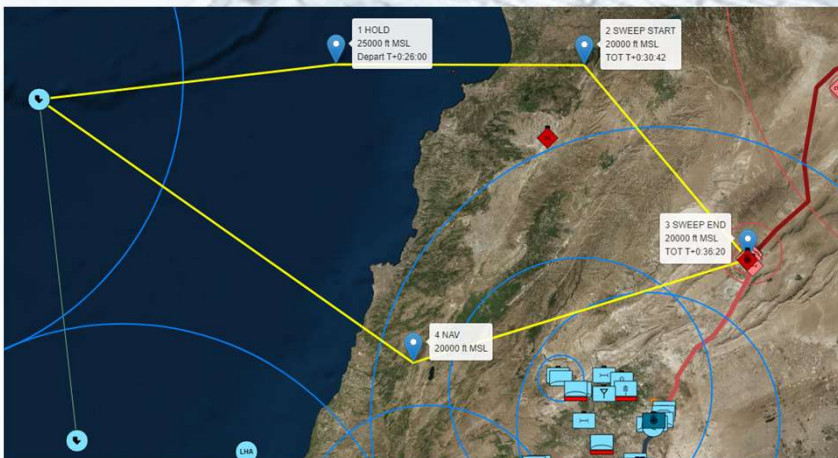 1 HOLD
25000 ft MSL
Depart T+0:26:00
2 SWEEP START
20000 ft MSL
TOT T+0:30:42
3 SWEEP END
20000 ft MSL
TOT T+0:36:20
4 NAV
20000 ft MSL
LHA